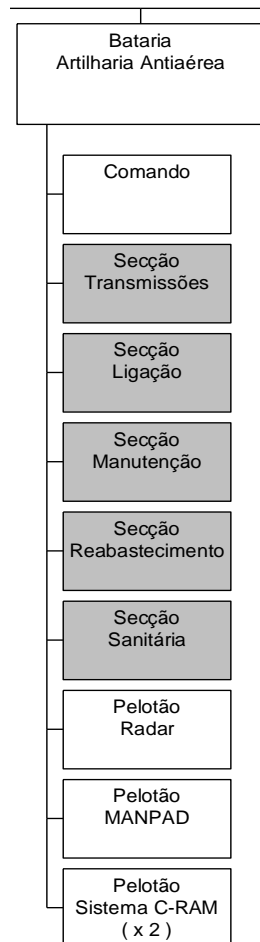 Bataria
Artilharia Antiaérea
Comando
Secção
Transmissões
Secção
Ligação
Secção
Manutenção
Secção
Reabastecimento
Secção
Sanitária
Pelotão
Radar
Pelotão
MANPAD
Pelotão
Sistema C-RAM
( x 2 )